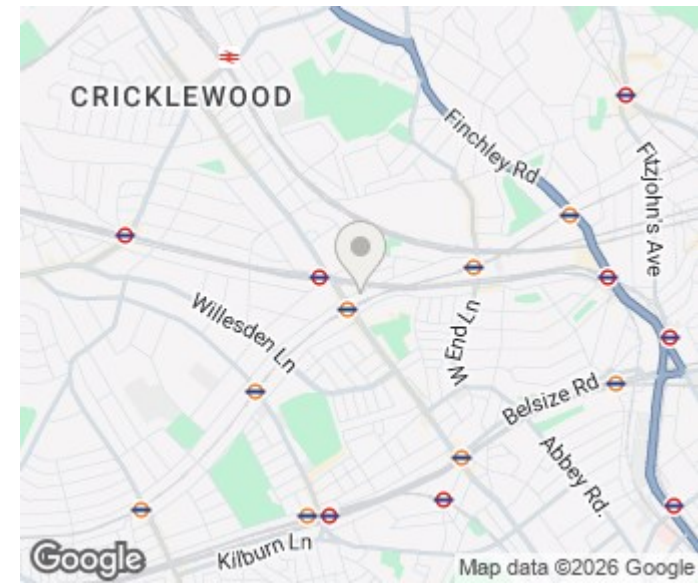 CRICKLEWOOD
Finchley Rd
Fitzjohn's Ave
Willesden Ln
W End Ln
Belsize Rd
Abbey Rd.
Kilburn Ln
Google
Map data ©2026 Google